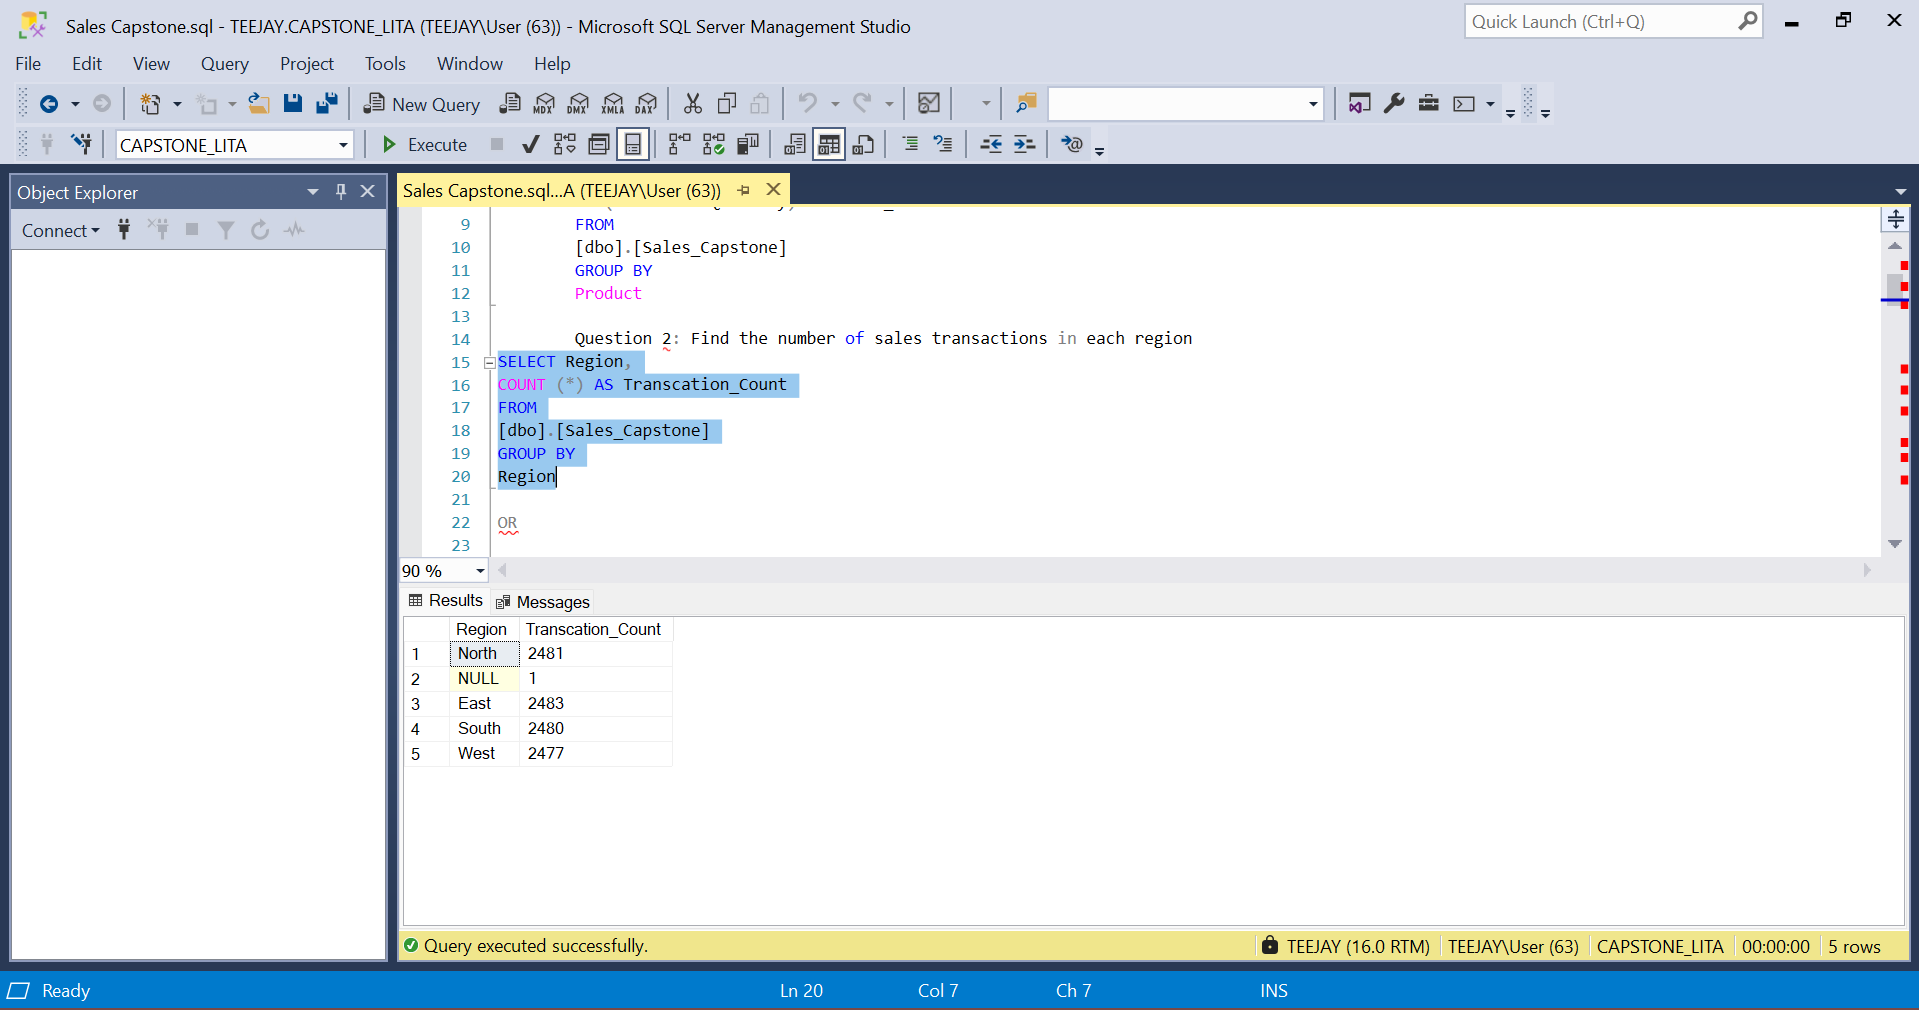 Sales Capstone.sql - TEEJAY.CAPSTONE_LITA (TEEJAY\User (63)) - Microsoft SQL Server Management Studio
Quick Launch (Ctrl+Q)
File Edit View Query Project Tools Window Help
New Query MDX DMX XMLA DAX
CAPSTONE_LITA Execute
Object Explorer
Connect
Sales Capstone.sql...A (TEEJAY\User (63))
9 FROM
10 [dbo].[Sales_Capstone]
11 GROUP BY
12 Product
13
14 Question 2: Find the number of sales transactions in each region
15 SELECT Region,
16 COUNT (*) AS Transcation_Count
17 FROM
18 [dbo].[Sales_Capstone]
19 GROUP BY
20 Region
21
22 OR
23
90 %
Results Messages
Region Transcation_Count
1 North 2481
2 NULL 1
3 East 2483
4 South 2480
5 West 2477
Query executed successfully. TEEJAY (16.0 RTM) TEEJAY\User (63) CAPSTONE_LITA 00:00:00 5 rows
Ready Ln 20 Col 7 Ch 7 INS